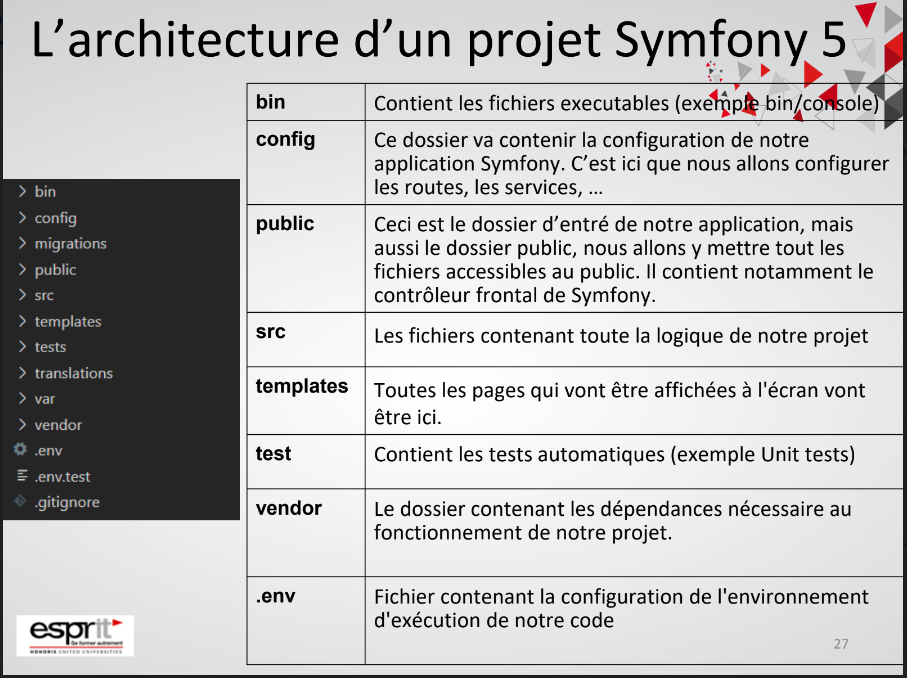 L’architecture d’un projet Symfony 5
bin
config
migrations
public
src
templates
tests
translations
var
vendor
.env
.env.test
.gitignore
bin Contient les fichiers executables (exemple bin/console)
config Ce dossier va contenir la configuration de notre
application Symfony. C’est ici que nous allons configurer
les routes, les services, …
public Ceci est le dossier d’entré de notre application, mais
aussi le dossier public, nous allons y mettre tout les
fichiers accessibles au public. Il contient notamment le
contrôleur frontal de Symfony.
src Les fichiers contenant toute la logique de notre projet
templates Toutes les pages qui vont être affichées à l'écran vont
être ici.
test Contient les tests automatiques (exemple Unit tests)
vendor Le dossier contenant les dépendances nécessaire au
fonctionnement de notre projet.
.env Fichier contenant la configuration de l'environnement
d'exécution de notre code
esprit
Se former autrement
HONORIS UNITED UNIVERSITIES
27